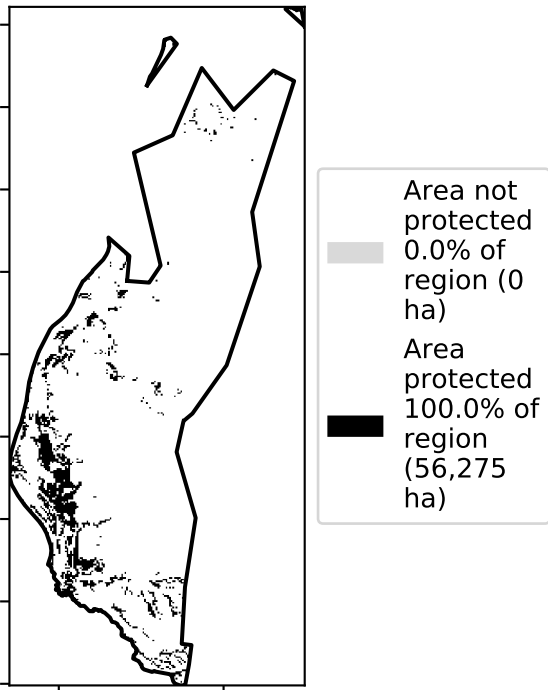 Area not
protected
0.0% of
region (0
ha)
Area
protected
100.0% of
region
(56,275
ha)